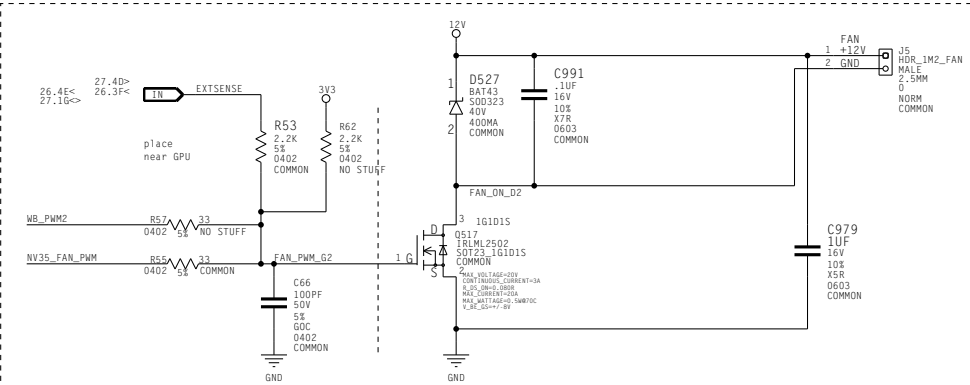 12V
FAN
1 +12V
2 GND
J5
HDR_1M2_FAN
MALE
2.5MM
0
NORM
COMMON
27.4D>
26.4E< 26.3F<
27.1G<>
IN
EXTSENSE
3V3
1
D527
BAT43
SOD323
40V
400MA
COMMON
2
C991
.1UF
16V
10%
X7R
0603
COMMON
place
near GPU
R53
2.2K
5%
0402
COMMON
R62
2.2K
5%
0402
NO STUFF
FAN_ON_D2
WB_PWM2
R57 33
0402 5% NO STUFF
NV35_FAN_PWM
R55 33
0402 5% COMMON
FAN_PWM_G2
1 G
D
S
3 1G1D1S
Q517
IRLML2502
SOT23_1G1D1S
COMMON
2
MAX_VOLTAGE=20V
CONTINUOUS_CURRENT=3A
R_DS_ON=0.080R
MAX_CURRENT=20A
MAX_WATTAGE=0.5W@70C
V_BE_GS=+/-8V
C979
1UF
16V
10%
X5R
0603
COMMON
C66
100PF
50V
5%
GOC
0402
COMMON
GND
GND